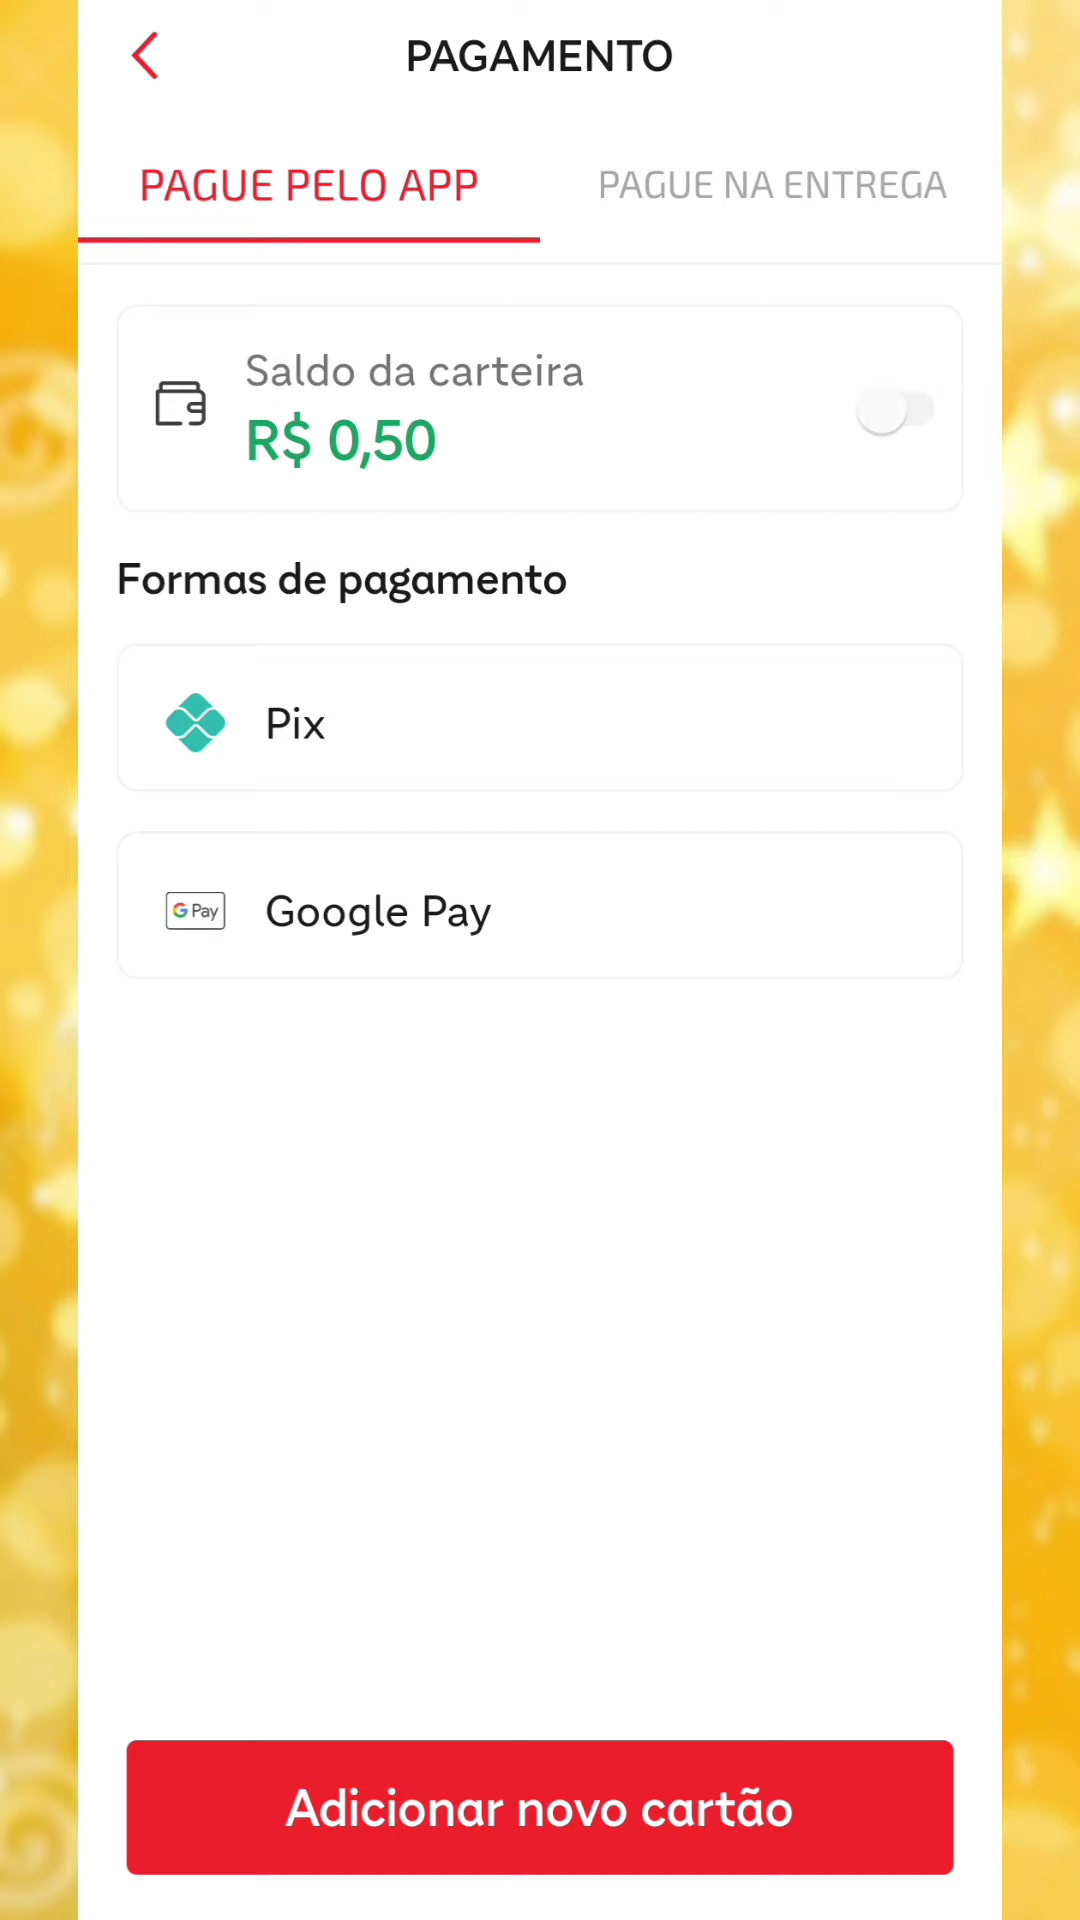 PAGAMENTO
PAGUE PELO APP
PAGUE NA ENTREGA
Saldo da carteira
R$ 0,50
Formas de pagamento
Pix
G Pay
Google Pay
Adicionar novo cartão